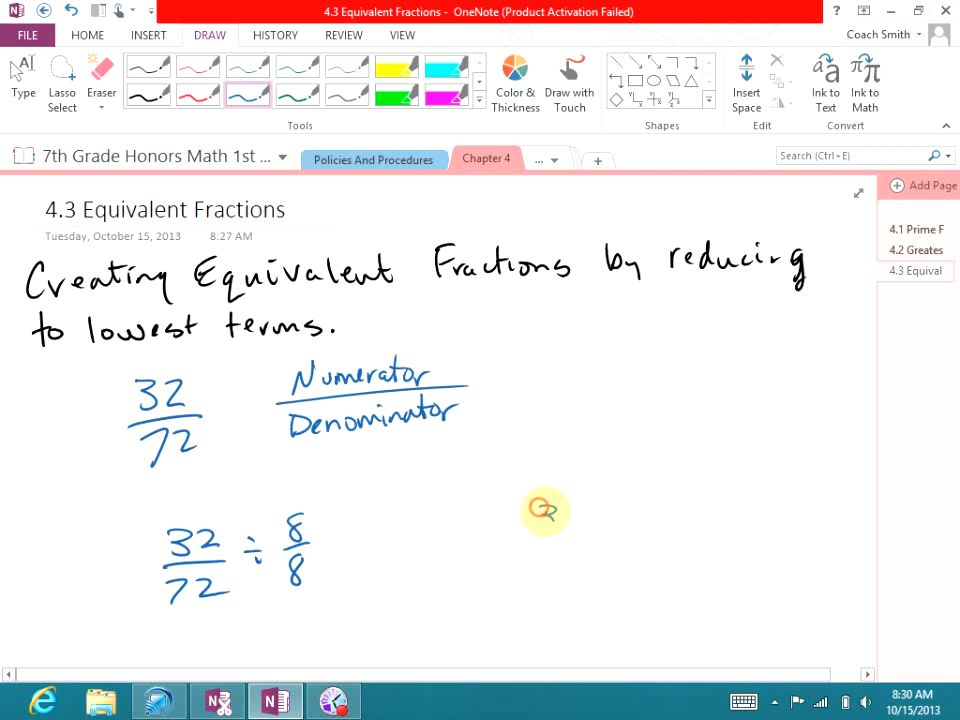 4.3 Equivalent Fractions - OneNote (Product Activation Failed)
FILE HOME INSERT DRAW HISTORY REVIEW VIEW Coach Smith
Type Lasso Select Eraser Color & Thickness Draw with Touch Insert Space Ink to Text Ink to Math
Tools Shapes Edit Convert
7th Grade Honors Math 1st ... Policies And Procedures Chapter 4 ... + Search (Ctrl+E)
Add Page
4.3 Equivalent Fractions
Tuesday, October 15, 2013 8:27 AM
4.1 Prime F
4.2 Greates
4.3 Equival
Creating Equivalent Fractions by reducing
to lowest terms.
32 Numerator
72 Denominator
32 ÷ 8
72 8
8:30 AM
10/15/2013